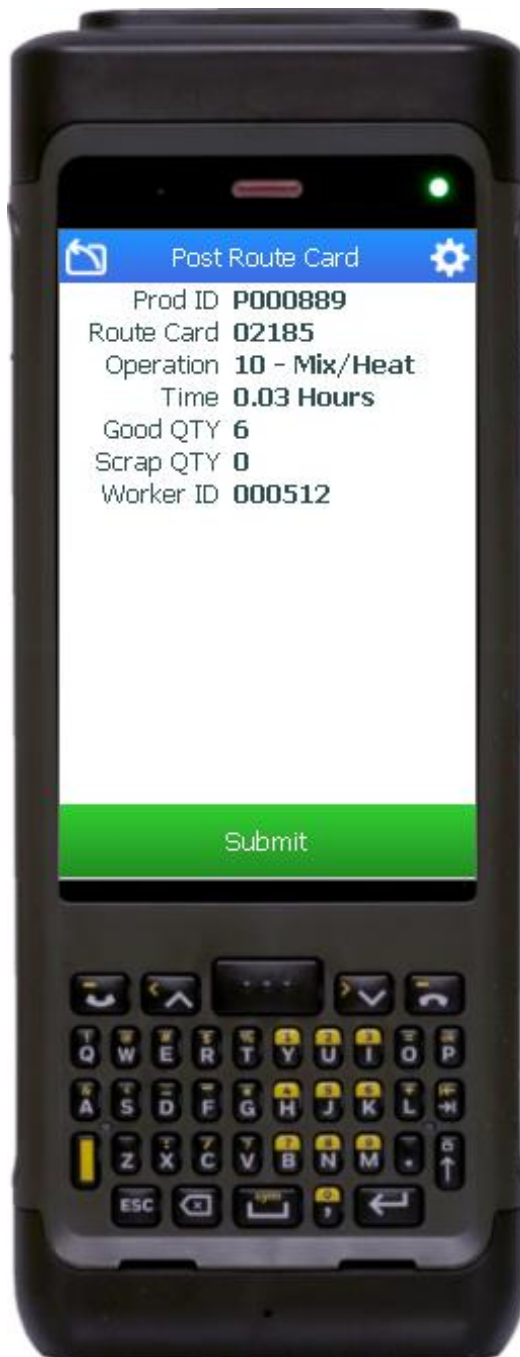 Post Route Card
Prod ID P000889
Route Card 02185
Operation 10 - Mix/Heat
Time 0.03 Hours
Good QTY 6
Scrap QTY 0
Worker ID 000512
Submit
Q W E R T Y U I O P
A S D F G H J K L
Z X C V B N M .
ESC